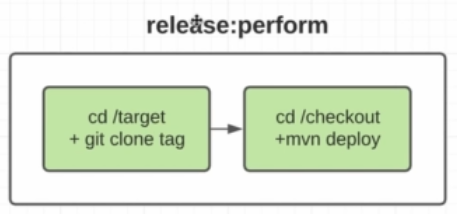 release:perform
cd /target
+ git clone tag
cd /checkout
+mvn deploy